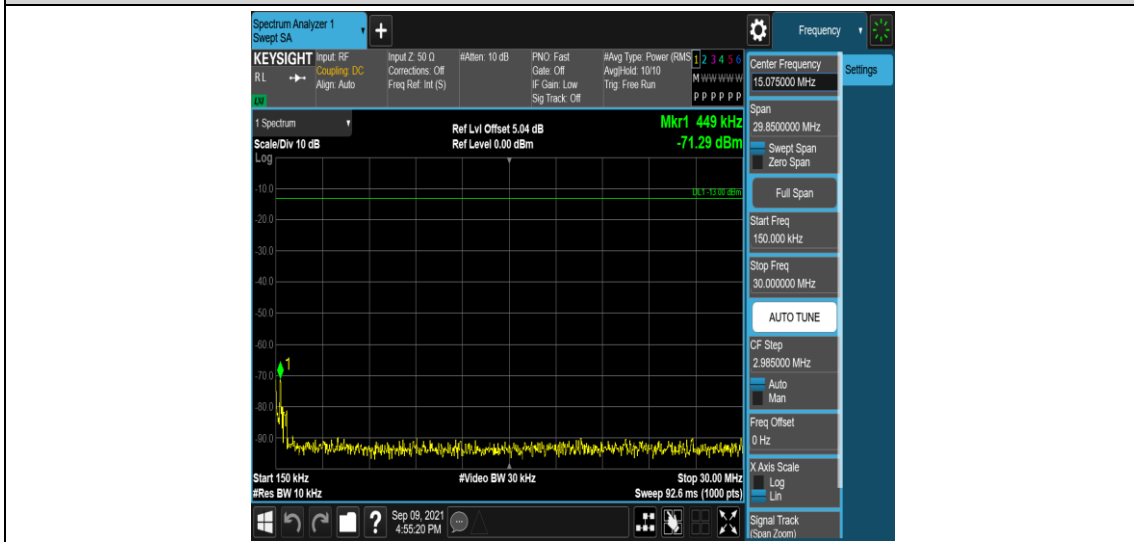 Spectrum Analyzer 1
Swept SA
+
Frequency
KEYSIGHT
RL
Input: RF
Coupling: DC
Align: Auto
Input Z: 50 Ω
Corrections: Off
Freq Ref: Int (S)
#Atten: 10 dB
PNO: Fast
Gate: Off
IF Gain: Low
Sig Track: Off
#Avg Type: Power (RMS
Avg|Hold: 10/10
Trig: Free Run
1 2 3 4 5 6
M W W W W W
P P P P P P
1 Spectrum
Scale/Div 10 dB
Log
Ref Lvl Offset 5.04 dB
Ref Level 0.00 dBm
Mkr1 449 kHz
-71.29 dBm
DL1 -13.00 dBm
-10.0
-20.0
-30.0
-40.0
-50.0
-60.0
-70.0
-80.0
-90.0
1
Start 150 kHz
#Res BW 10 kHz
#Video BW 30 kHz
Stop 30.00 MHz
Sweep 92.6 ms (1000 pts)
?
Sep 09, 2021
4:55:20 PM
Center Frequency
15.075000 MHz
Settings
Span
29.8500000 MHz
Swept Span
Zero Span
Full Span
Start Freq
150.000 kHz
Stop Freq
30.000000 MHz
AUTO TUNE
CF Step
2.985000 MHz
Auto
Man
Freq Offset
0 Hz
X Axis Scale
Log
Lin
Signal Track
(Span Zoom)